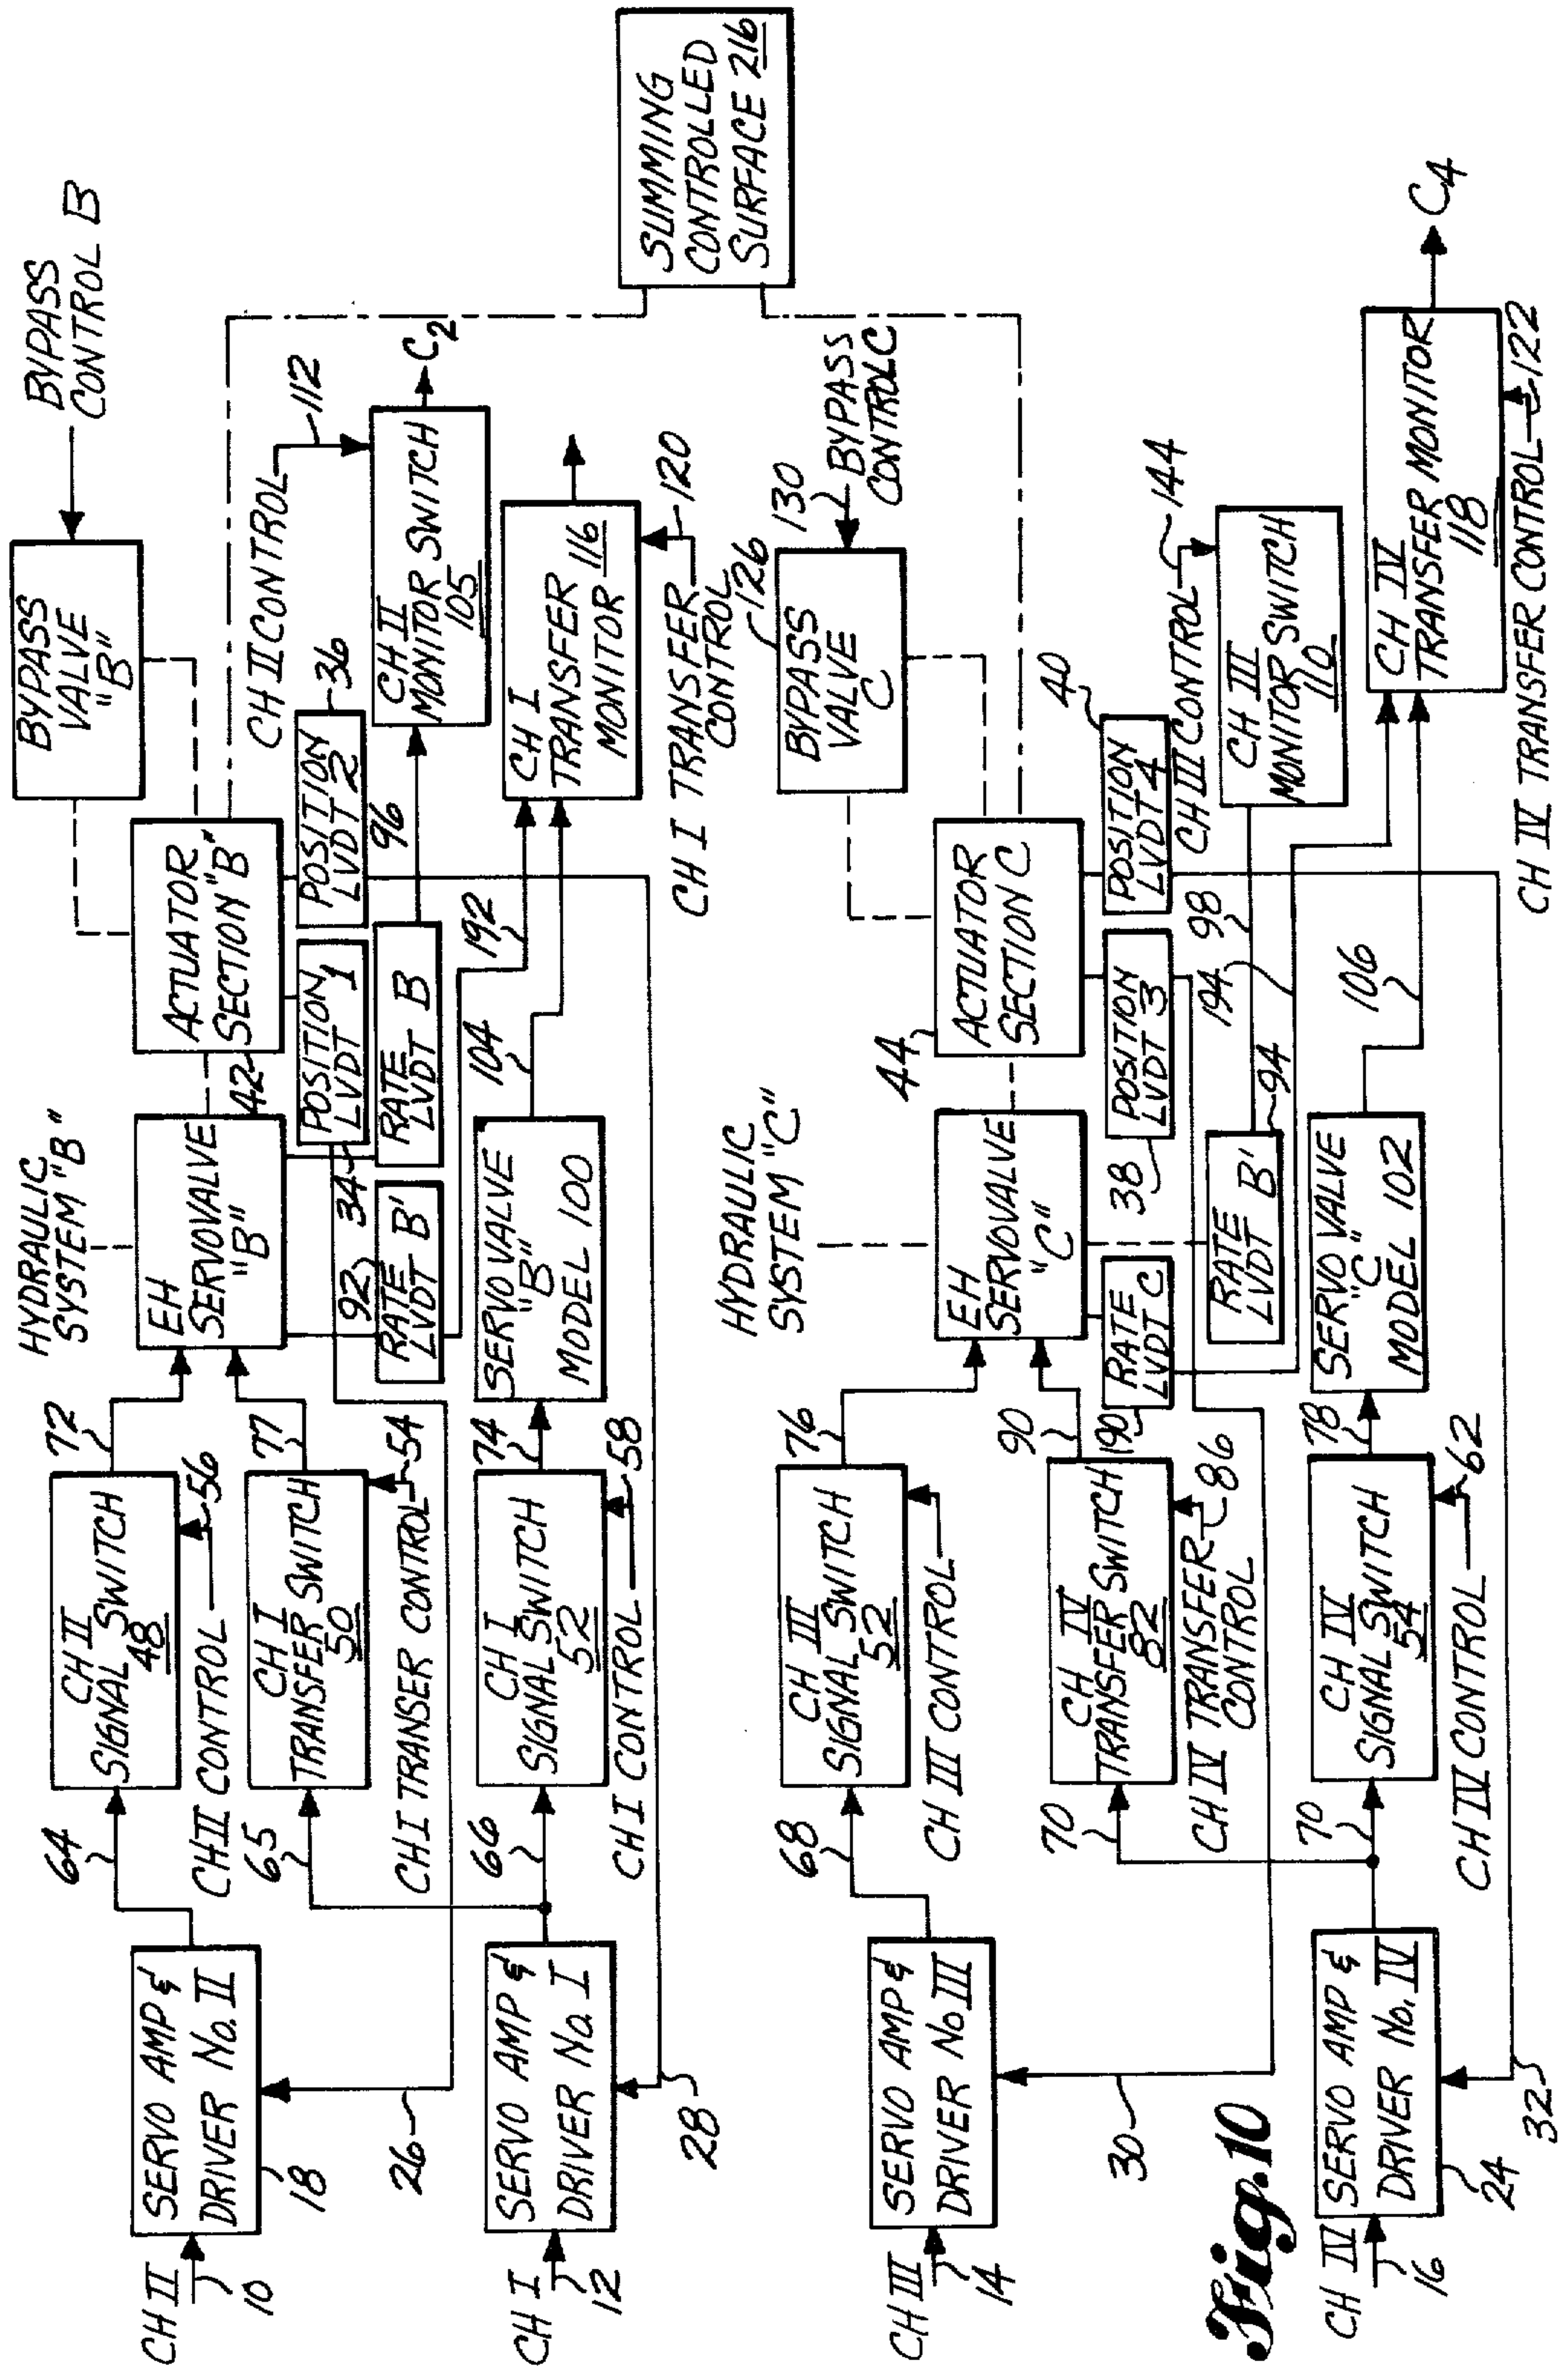 HYDRAULIC
SYSTEM "B"
BYPASS
VALVE
"B"
BYPASS
CONTROL B
CH II
10
SERVO AMP &
DRIVER No. II
18
64
CH II
SIGNAL SWITCH
48
72
56
CH II CONTROL
EH
SERVOVALVE
"B"
42
ACTUATOR
SECTION "B"
65
CH I
TRANSFER SWITCH
50
77
54
CH I TRANSER CONTROL
26
92
34
POSITION
LVDT 1
POSITION
LVDT 2
36
RATE
LVDT B'
RATE
LVDT B
96
CH II CONTROL
112
CH II
MONITOR SWITCH
105
C2
CH I
12
SERVO AMP &
DRIVER No. I
28
66
CH I
SIGNAL SWITCH
52
74
58
CH I CONTROL
SERVO VALVE
"B"
MODEL 100
104
192
CH I
TRANSFER
MONITOR 116
120
CH I TRANSFER
CONTROL
SUMMING
CONTROLLED
SURFACE 216
HYDRAULIC
SYSTEM "C"
126
BYPASS
VALVE
C
130
BYPASS
CONTROL C
CH III
14
SERVO AMP &
DRIVER No III
30
68
CH III
SIGNAL SWITCH
52
76
CH III CONTROL
EH
SERVOVALVE
"C"
44
ACTUATOR
SECTION C
70
CH IV
TRANSFER SWITCH
82
90
86
CH IV TRANSFER
CONTROL
190
RATE
LVDT C
38
POSITION
LVDT 3
POSITION
LVDT 4
40
RATE
LVDT B'
94
194
98
CH III CONTROL
144
CH III
MONITOR SWITCH
110
CH IV
16
SERVO AMP &
DRIVER No. IV
24
32
70
CH IV
SIGNAL SWITCH
54
78
62
CH IV CONTROL
SERVO VALVE
"C"
MODEL 102
106
CH IV
TRANSFER MONITOR
118
C4
CH IV TRANSFER CONTROL
122
Fig.10